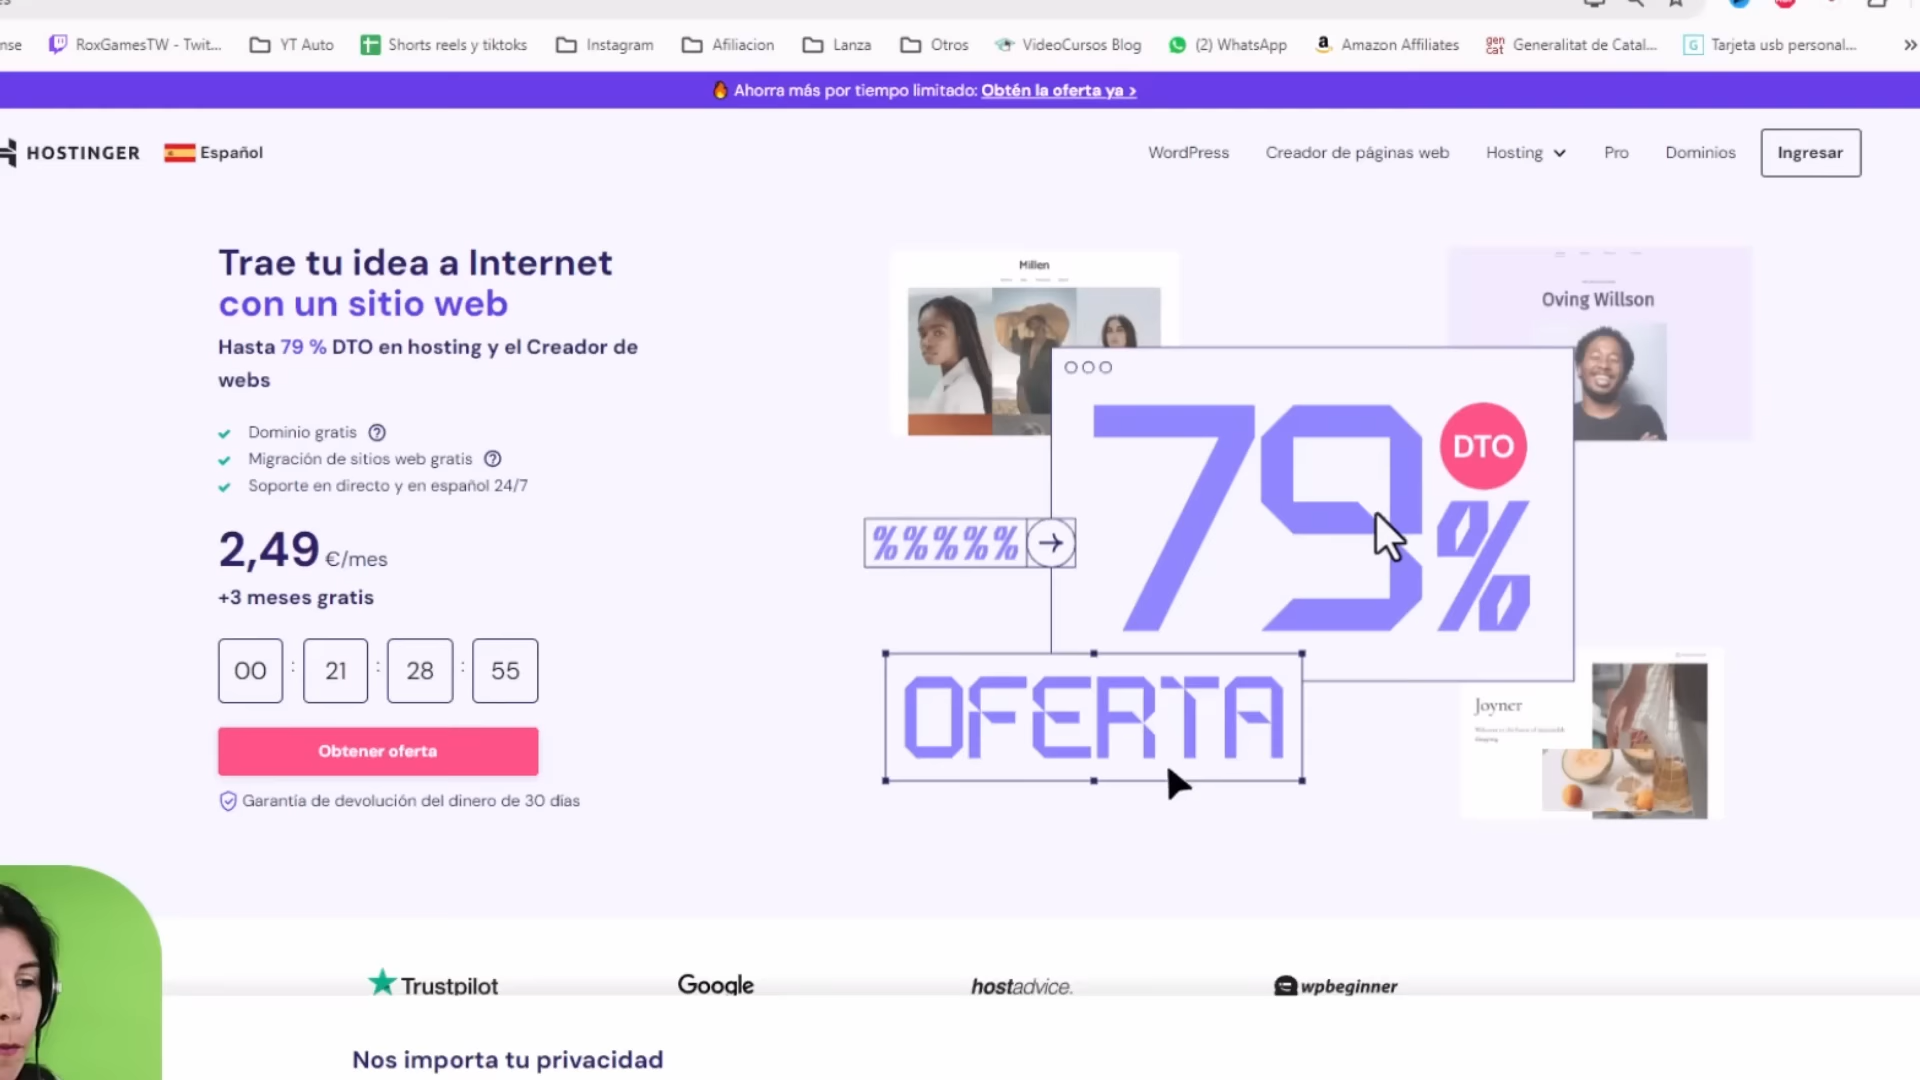 nse
RoxGamesTW - Twit...
YT Auto
Shorts reels y tiktoks
Instagram
Afiliacion
Lanza
Otros
VideoCursos Blog
(2) WhatsApp
Amazon Affiliates
gen cat
Generalitat de Catal...
G
Tarjeta usb personal...
»
Ahorra más por tiempo limitado: Obtén la oferta ya >
HOSTINGER
Español
WordPress
Creador de páginas web
Hosting
Pro
Dominios
Ingresar
Trae tu idea a Internet
con un sitio web
Hasta 79 % DTO en hosting y el Creador de
webs
Dominio gratis
Migración de sitios web gratis
Soporte en directo y en español 24/7
2,49 €/mes
+3 meses gratis
00 : 21 : 28 : 55
Obtener oferta
Garantía de devolución del dinero de 30 días
Millen
Oving Willson
79%
DTO
%%%%%
OFERTA
Joyner
Trustpilot
Google
hostadvice.
wpbeginner
Nos importa tu privacidad